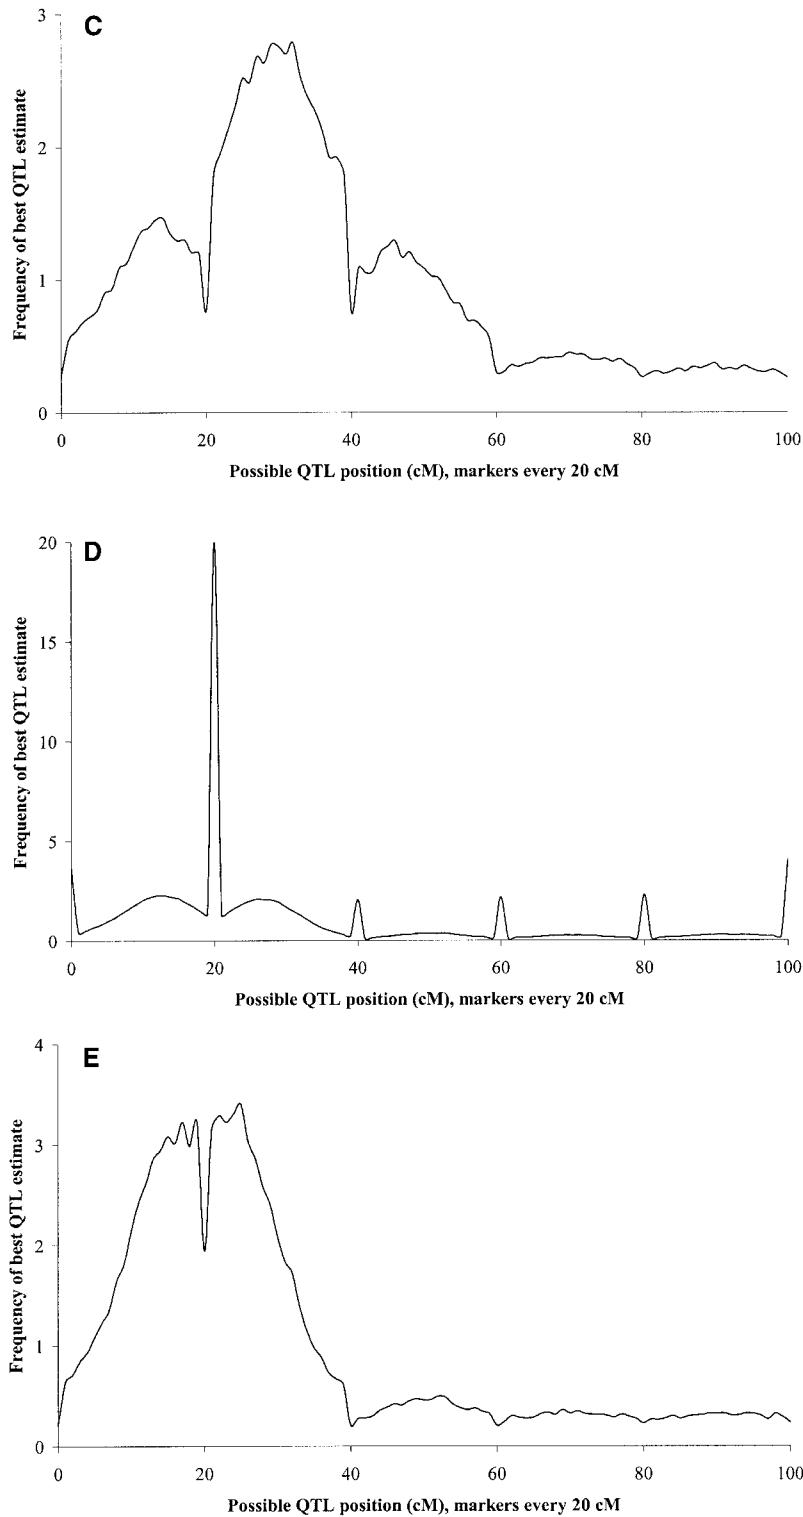 C
3
2
1
0
Frequency of best QTL estimate
0 20 40 60 80 100
Possible QTL position (cM), markers every 20 cM
D
20
15
10
5
0
Frequency of best QTL estimate
0 20 40 60 80 100
Possible QTL position (cM), markers every 20 cM
E
4
3
2
1
0
Frequency of best QTL estimate
0 20 40 60 80 100
Possible QTL position (cM), markers every 20 cM